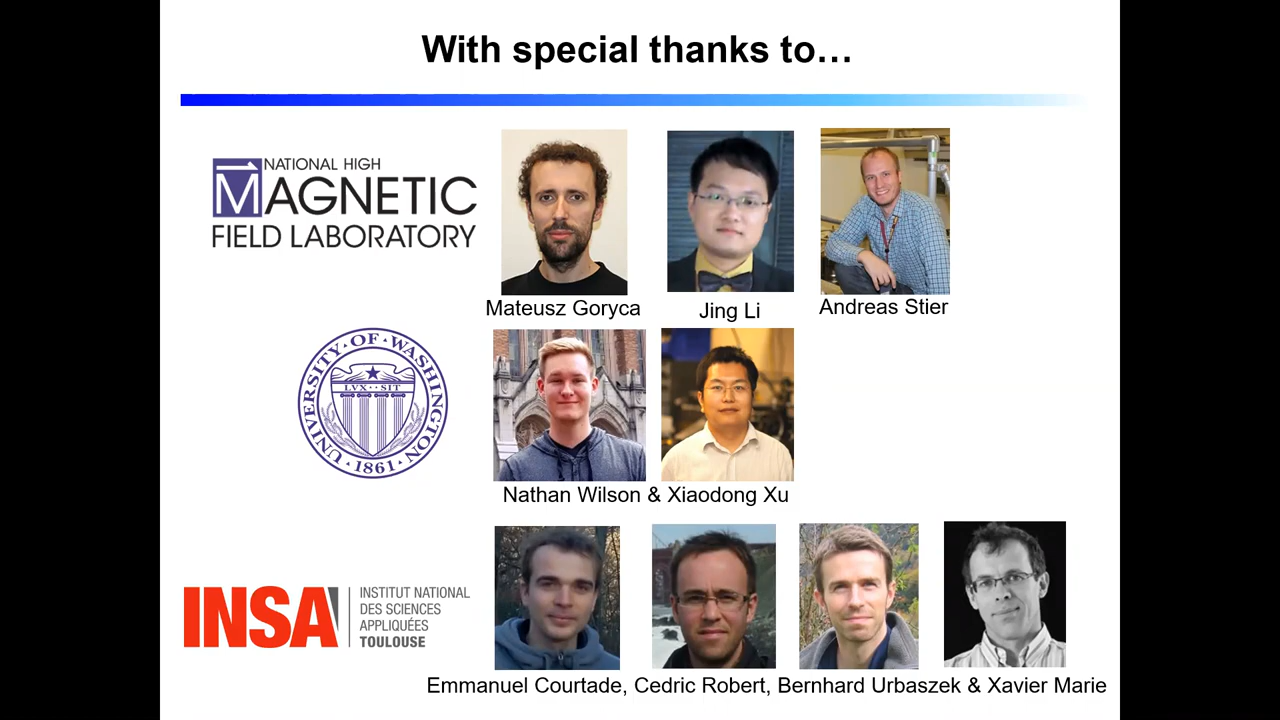 With special thanks to...
NATIONAL HIGH
MAGNETIC
FIELD LABORATORY
Mateusz Goryca
Jing Li
Andreas Stier
UNIVERSITY OF WASHINGTON
LVX SIT
1861
Nathan Wilson & Xiaodong Xu
INSA
INSTITUT NATIONAL
DES SCIENCES
APPLIQUÉES
TOULOUSE
Emmanuel Courtade, Cedric Robert, Bernhard Urbaszek & Xavier Marie